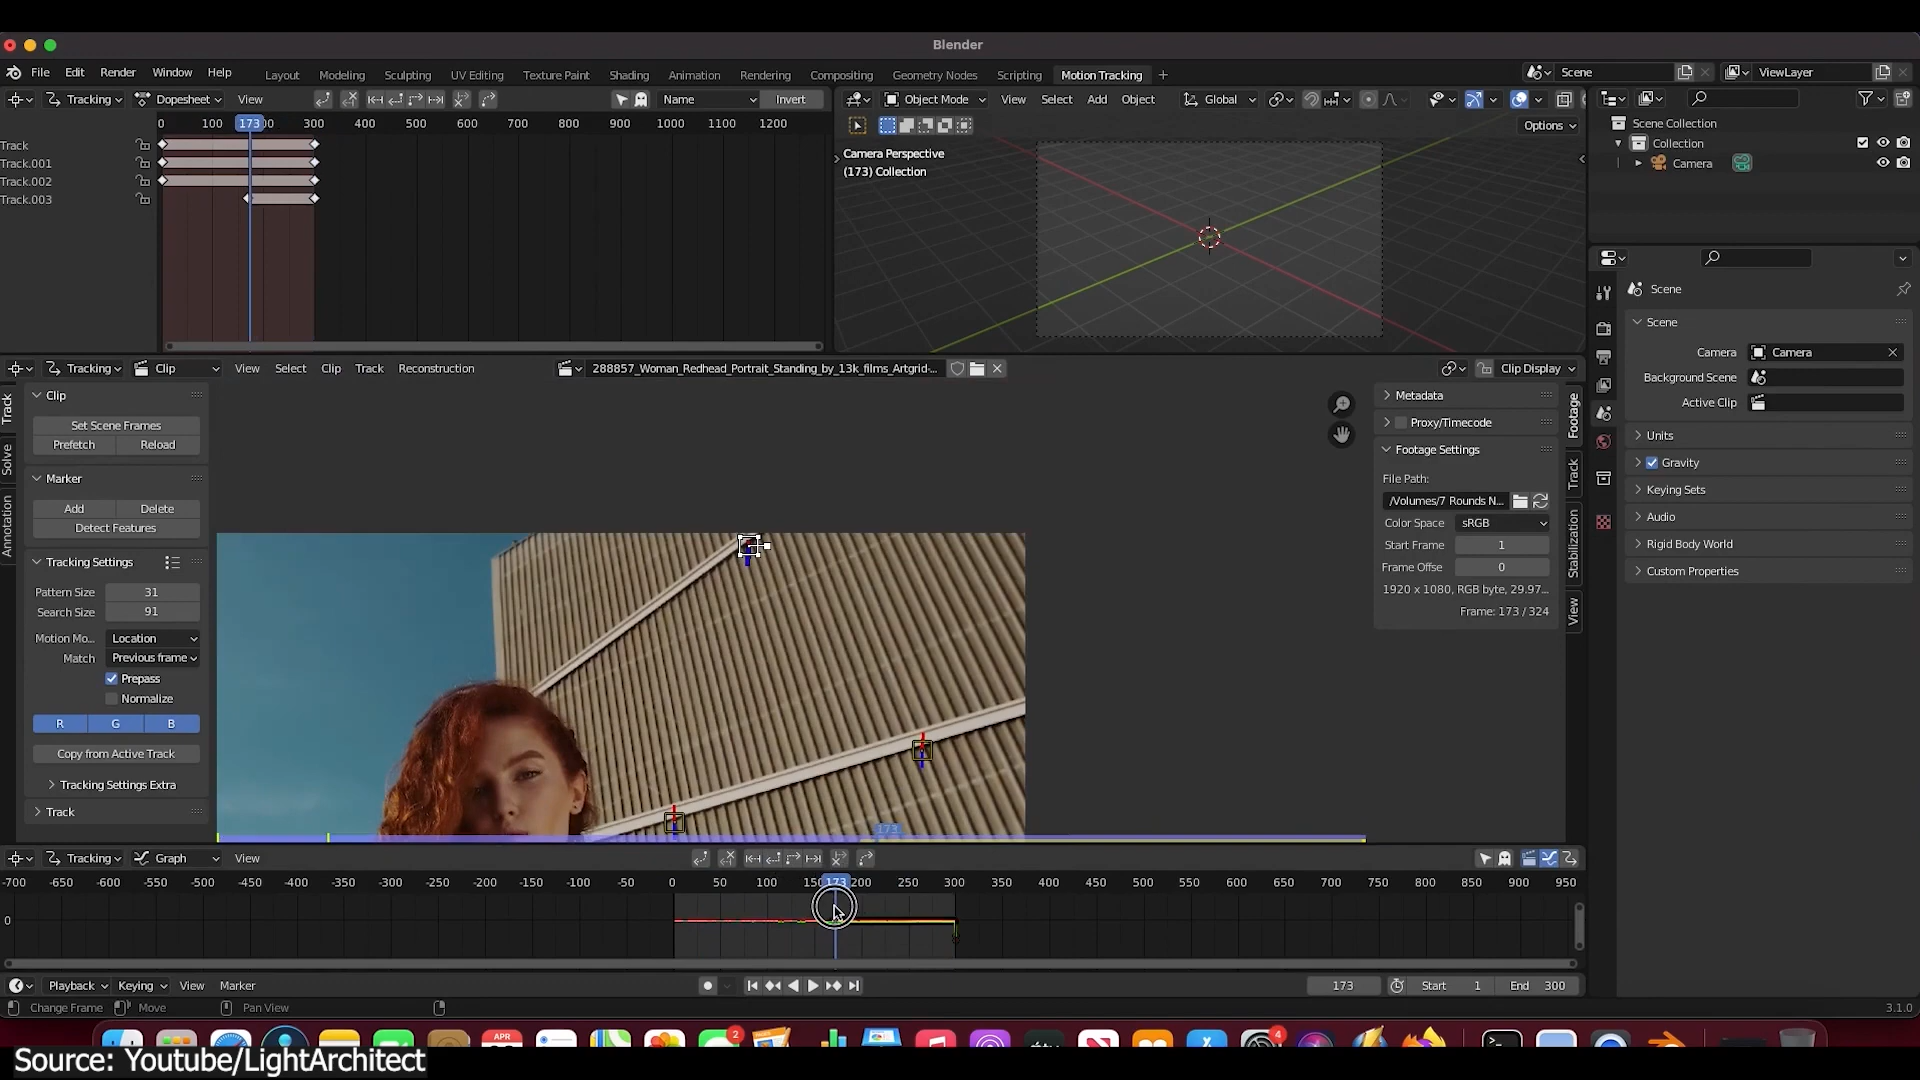 Blender
File Edit Render Window Help Layout Modeling Sculpting UV Editing Texture Paint Shading Animation Rendering Compositing Geometry Nodes Scripting Motion Tracking + Scene ViewLayer
Tracking Dopesheet View Name Invert
0 100 173 300 400 500 600 700 800 900 1000 1100 1200
Track
Track.001
Track.002
Track.003
Object Mode View Select Add Object Global
Options
Camera Perspective
(173) Collection
Scene Collection
Collection
Camera
Tracking Clip View Select Clip Track Reconstruction 288857_Woman_Redhead_Portrait_Standing_by_13k_films_Artgrid-... Clip Display
Track
Solve
Annotation
Clip
Set Scene Frames
Prefetch Reload
Marker
Add Delete
Detect Features
Tracking Settings
Pattern Size 31
Search Size 91
Motion Mo... Location
Match Previous frame
Prepass
Normalize
R G B
Copy from Active Track
Tracking Settings Extra
Track
173
Metadata
Proxy/Timecode
Footage Settings
File Path:
/Volumes/7 Rounds N...
Color Space sRGB
Start Frame 1
Frame Offse 0
1920 x 1080, RGB byte, 29.97...
Frame: 173 / 324
Footage
Track
Stabilization
View
Scene
Scene
Camera Camera
Background Scene
Active Clip
Units
Gravity
Keying Sets
Audio
Rigid Body World
Custom Properties
Tracking Graph View
-700 -650 -600 -550 -500 -450 -400 -350 -300 -250 -200 -150 -100 -50 0 50 100 173 200 250 300 350 400 450 500 550 600 650 700 750 800 850 900 950
0
Playback Keying View Marker 173 Start 1 End 300
Change Frame Move Pan View 3.1.0
APR 2 4
Source: Youtube/LightArchitect